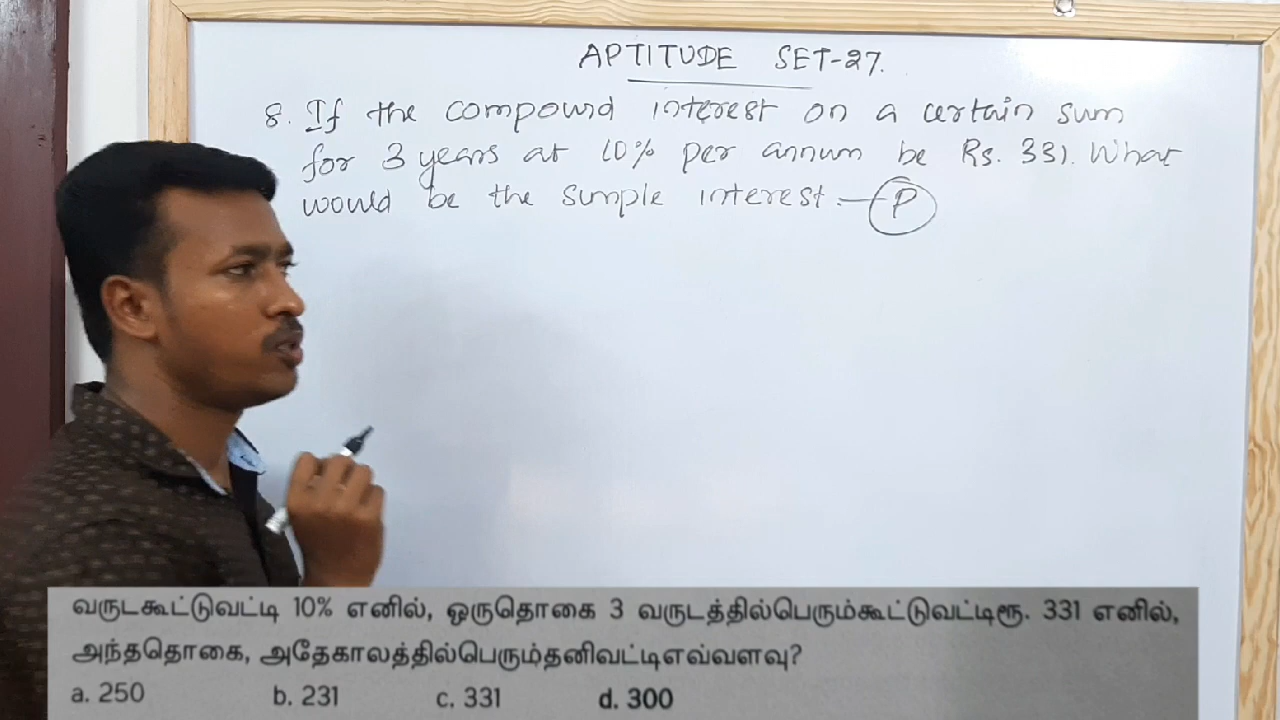 APTITUDE SET-27.
8. If the compound interest on a certain sum
for 3 years at 10% per annum be Rs. 331. What
would be the simple interest :- P
வருடகூட்டுவட்டி 10% எனில், ஒருதொகை 3 வருடத்தில்பெரும்கூட்டுவட்டிரூ. 331 எனில்,
அந்ததொகை, அதேகாலத்தில்பெரும்தனிவட்டிஎவ்வளவு?
a. 250 b. 231 c. 331 d. 300